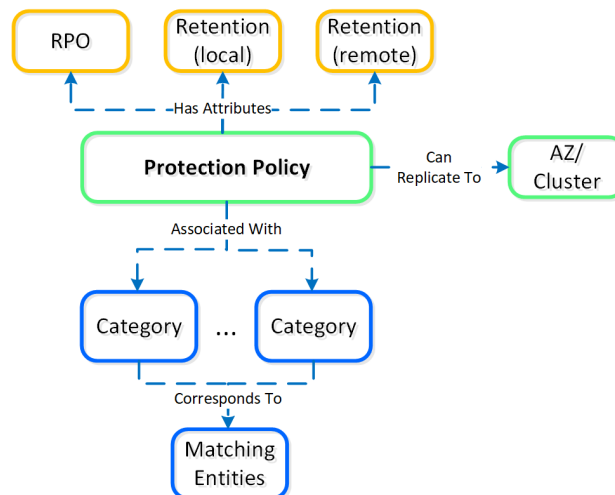 RPO
Retention
(local)
Retention
(remote)
Has Attributes
Protection Policy
Can
Replicate To
AZ/
Cluster
Associated With
Category
...
Category
Corresponds To
Matching
Entities